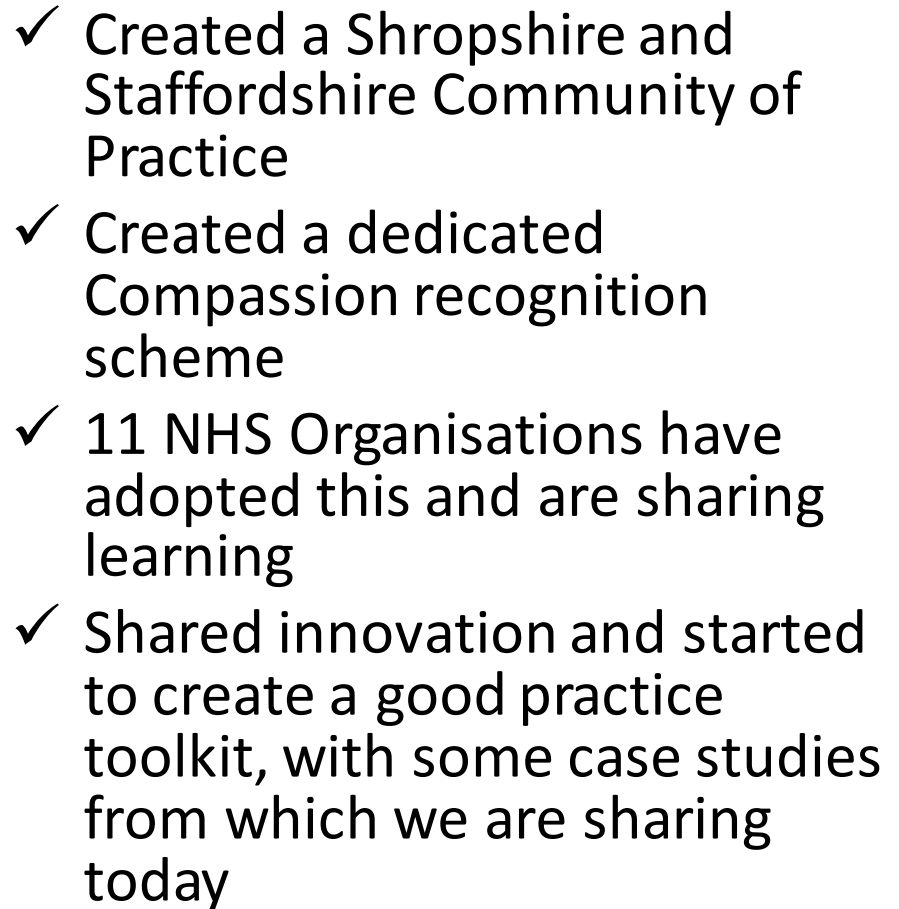 ✓ Created a Shropshire and
Staffordshire Community of
Practice
✓ Created a dedicated
Compassion recognition
scheme
✓ 11 NHS Organisations have
adopted this and are sharing
learning
✓ Shared innovation and started
to create a good practice
toolkit, with some case studies
from which we are sharing
today